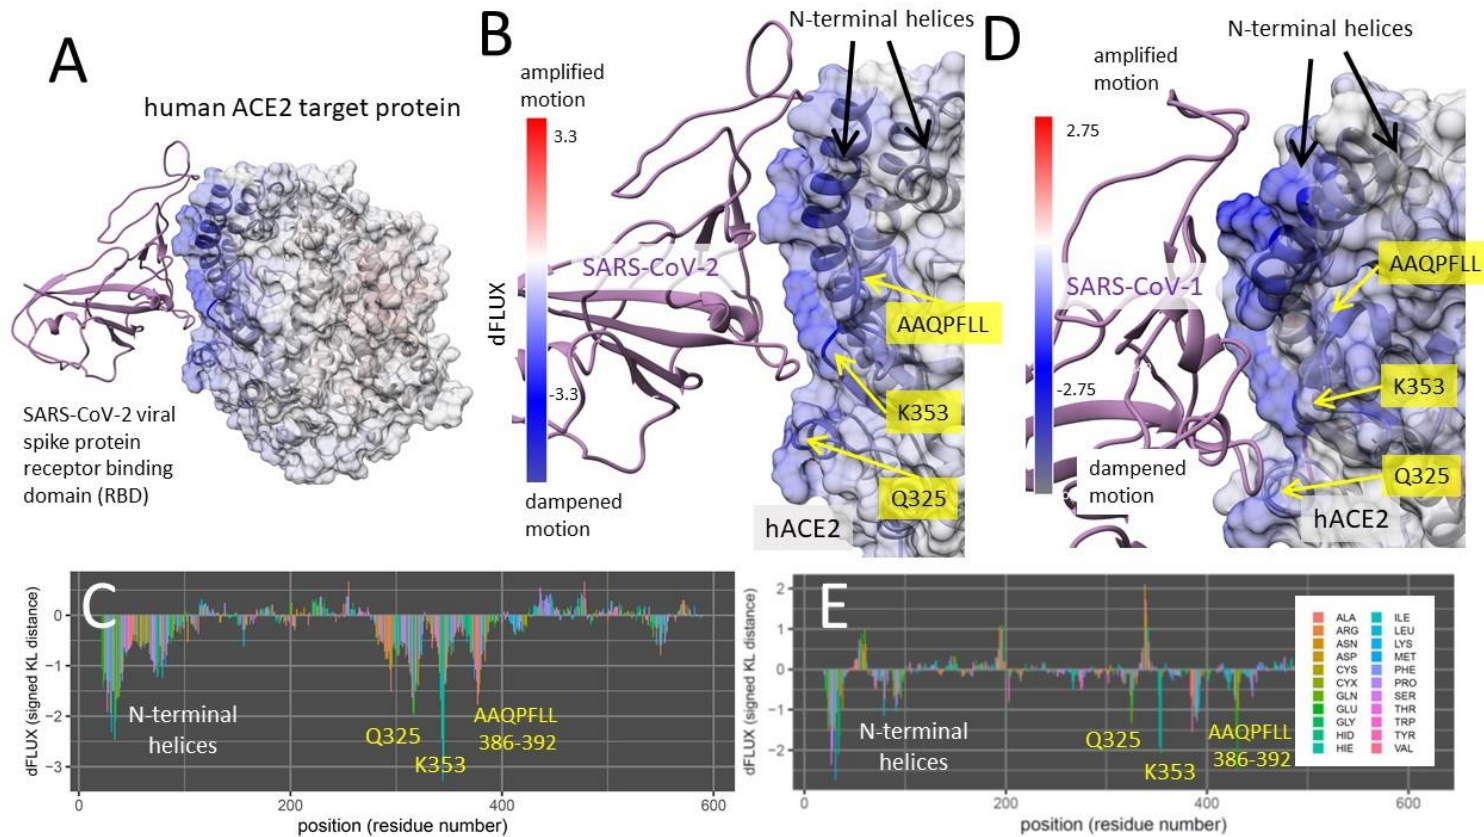 A
human ACE2 target protein
SARS-CoV-2 viral
spike protein
receptor binding
domain (RBD)
B
N-terminal helices
amplified
motion
3.3
dFLUX
-3.3
dampened
motion
SARS-CoV-2
AAQPFLL
K353
Q325
hACE2
D
N-terminal helices
amplified
motion
2.75
-2.75
dampened
motion
SARS-CoV-1
AAQPFLL
K353
Q325
hACE2
C
dFLUX (signed KL distance)
0
−1
−2
−3
N-terminal
helices
Q325
K353
AAQPFLL
386-392
0
200
400
600
position (residue number)
E
dFLUX (signed KL distance)
2
1
0
−1
−2
N-terminal
helices
Q325
K353
AAQPFLL
386-392
0
200
400
600
position (residue number)
ALA
ARG
ASN
ASP
CYS
CYX
GLN
GLU
GLY
HID
HIE
ILE
LEU
LYS
MET
PHE
PRO
SER
THR
TRP
TYR
VAL